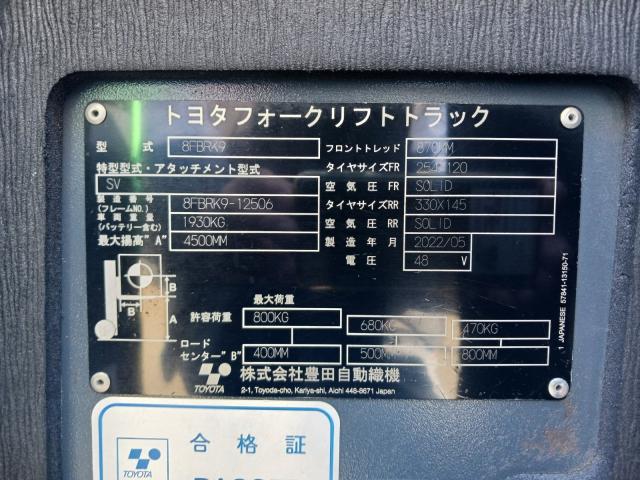 トヨタフォークリフトトラック
型 式 8FBRK9
フロントトレッド 870MM
特型型式・アタッチメント型式
SV
タイヤサイズFR 254X120
空気圧FR SOLID
製造番号 (フレームNO.) 8FBRK9-12506
タイヤサイズRR 330X145
車両重量 (バッテリー含む) 1930KG
空気圧RR SOLID
最大揚高"A" 4500MM
製造年月 2022/05
電圧 48 V
B
B
A
最大荷重
許容荷重 800KG 680KG 470KG
ロード
センター"B" 400MM 500MM 800MM
TOYOTA 株式会社豊田自動織機
2-1, Toyoda-cho, Kariya-shi, Aichi 448-8671 Japan
1 JAPANESE 57841-13150-71
合格証
TOYOTA